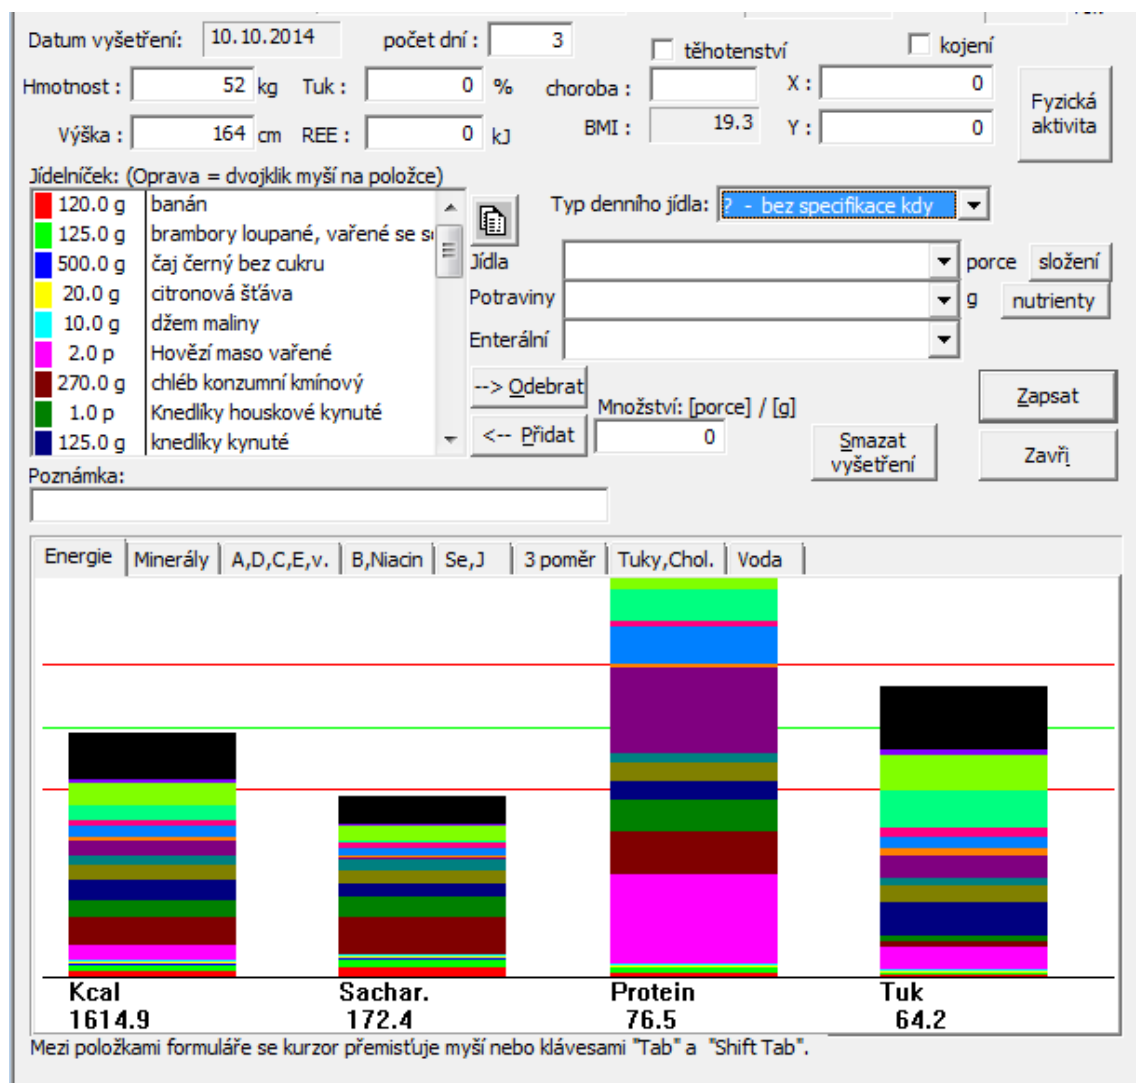 Datum vyšetření: 10.10.2014 počet dní : 3 těhotenství kojení
Hmotnost : 52 kg Tuk : 0 % choroba : X : 0
Výška : 164 cm REE : 0 kJ BMI : 19.3 Y : 0
Fyzická
aktivita
Jídelníček: (Oprava = dvojklik myší na položce)
120.0 g banán
125.0 g brambory loupané, vařené se
500.0 g čaj černý bez cukru
20.0 g citronová šťáva
10.0 g džem maliny
2.0 p Hovězí maso vařené
270.0 g chléb konzumní kmínový
1.0 p Knedlíky houskové kynuté
125.0 g knedlíky kynuté
Typ denního jídla: ? - bez specifikace kdy
Jídla porce složení
Potraviny g nutrienty
Enterální
--> Odebrat
<-- Přidat
Množství: [porce] / [g]
0
Smazat
vyšetření
Zapsat
Zavři
Poznámka:
Energie Minerály A,D,C,E,v. B,Niacin Se,J 3 poměr Tuky,Chol. Voda
Kcal Sachar. Protein Tuk
1614.9 172.4 76.5 64.2
Mezi položkami formuláře se kurzor přemisťuje myší nebo klávesami "Tab" a "Shift Tab".